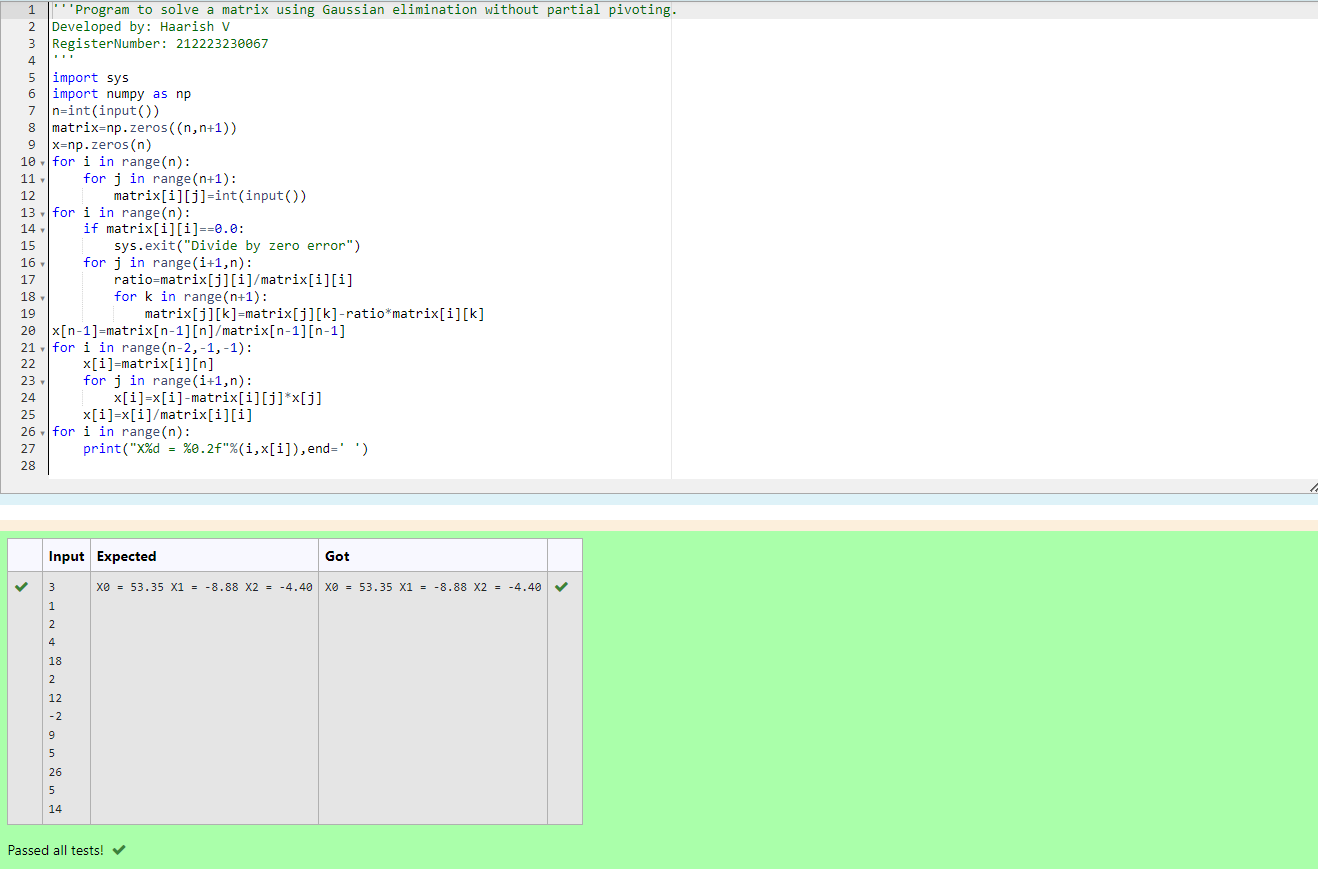 1 '''Program to solve a matrix using Gaussian elimination without partial pivoting.
2 Developed by: Haarish V
3 RegisterNumber: 212223230067
4 '''
5 import sys
6 import numpy as np
7 n=int(input())
8 matrix=np.zeros((n,n+1))
9 x=np.zeros(n)
10 for i in range(n):
11     for j in range(n+1):
12         matrix[i][j]=int(input())
13 for i in range(n):
14     if matrix[i][i]==0.0:
15         sys.exit("Divide by zero error")
16     for j in range(i+1,n):
17         ratio=matrix[j][i]/matrix[i][i]
18         for k in range(n+1):
19             matrix[j][k]=matrix[j][k]-ratio*matrix[i][k]
20 x[n-1]=matrix[n-1][n]/matrix[n-1][n-1]
21 for i in range(n-2,-1,-1):
22     x[i]=matrix[i][n]
23     for j in range(i+1,n):
24         x[i]=x[i]-matrix[i][j]*x[j]
25     x[i]=x[i]/matrix[i][i]
26 for i in range(n):
27     print("X%d = %0.2f"%(i,x[i]),end=' ')
28
Input Expected Got
3 X0 = 53.35 X1 = -8.88 X2 = -4.40 X0 = 53.35 X1 = -8.88 X2 = -4.40
1
2
4
18
2
12
-2
9
5
26
5
14
Passed all tests!